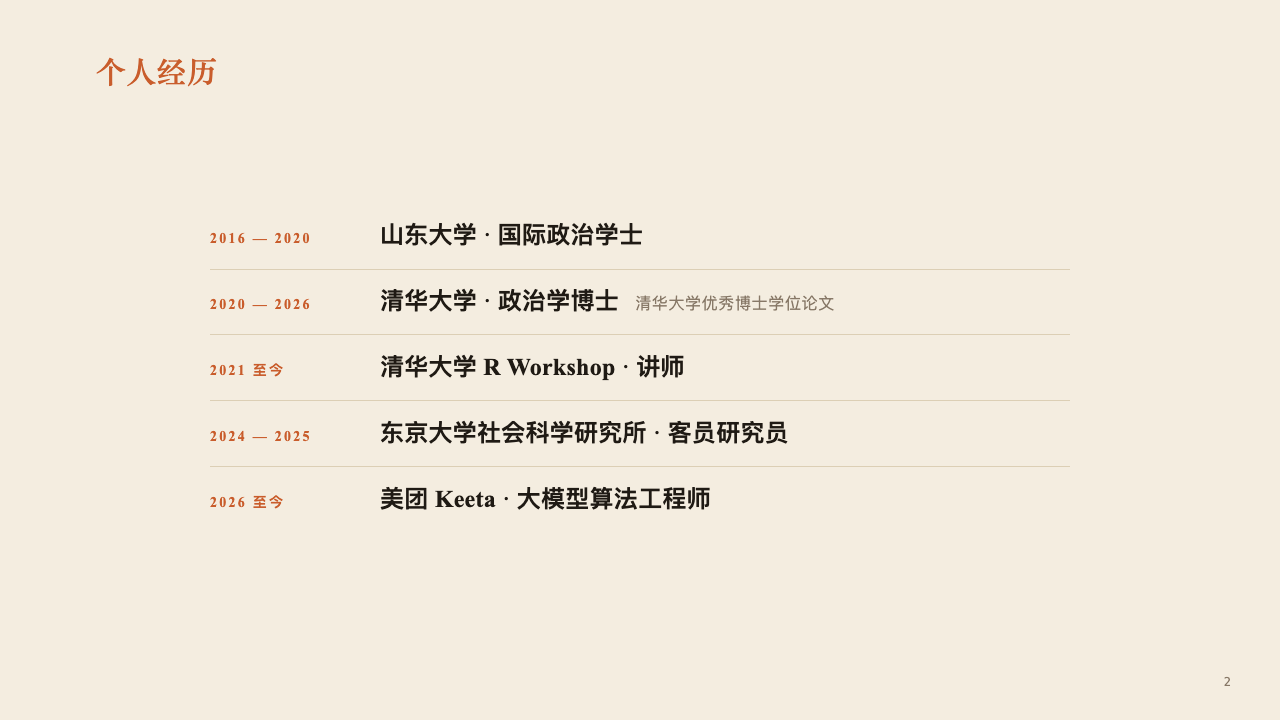 个人经历
2016 — 2020 山东大学 · 国际政治学士
2020 — 2026 清华大学 · 政治学博士 清华大学优秀博士学位论文
2021 至今 清华大学 R Workshop · 讲师
2024 — 2025 东京大学社会科学研究所 · 客员研究员
2026 至今 美团 Keeta · 大模型算法工程师
2